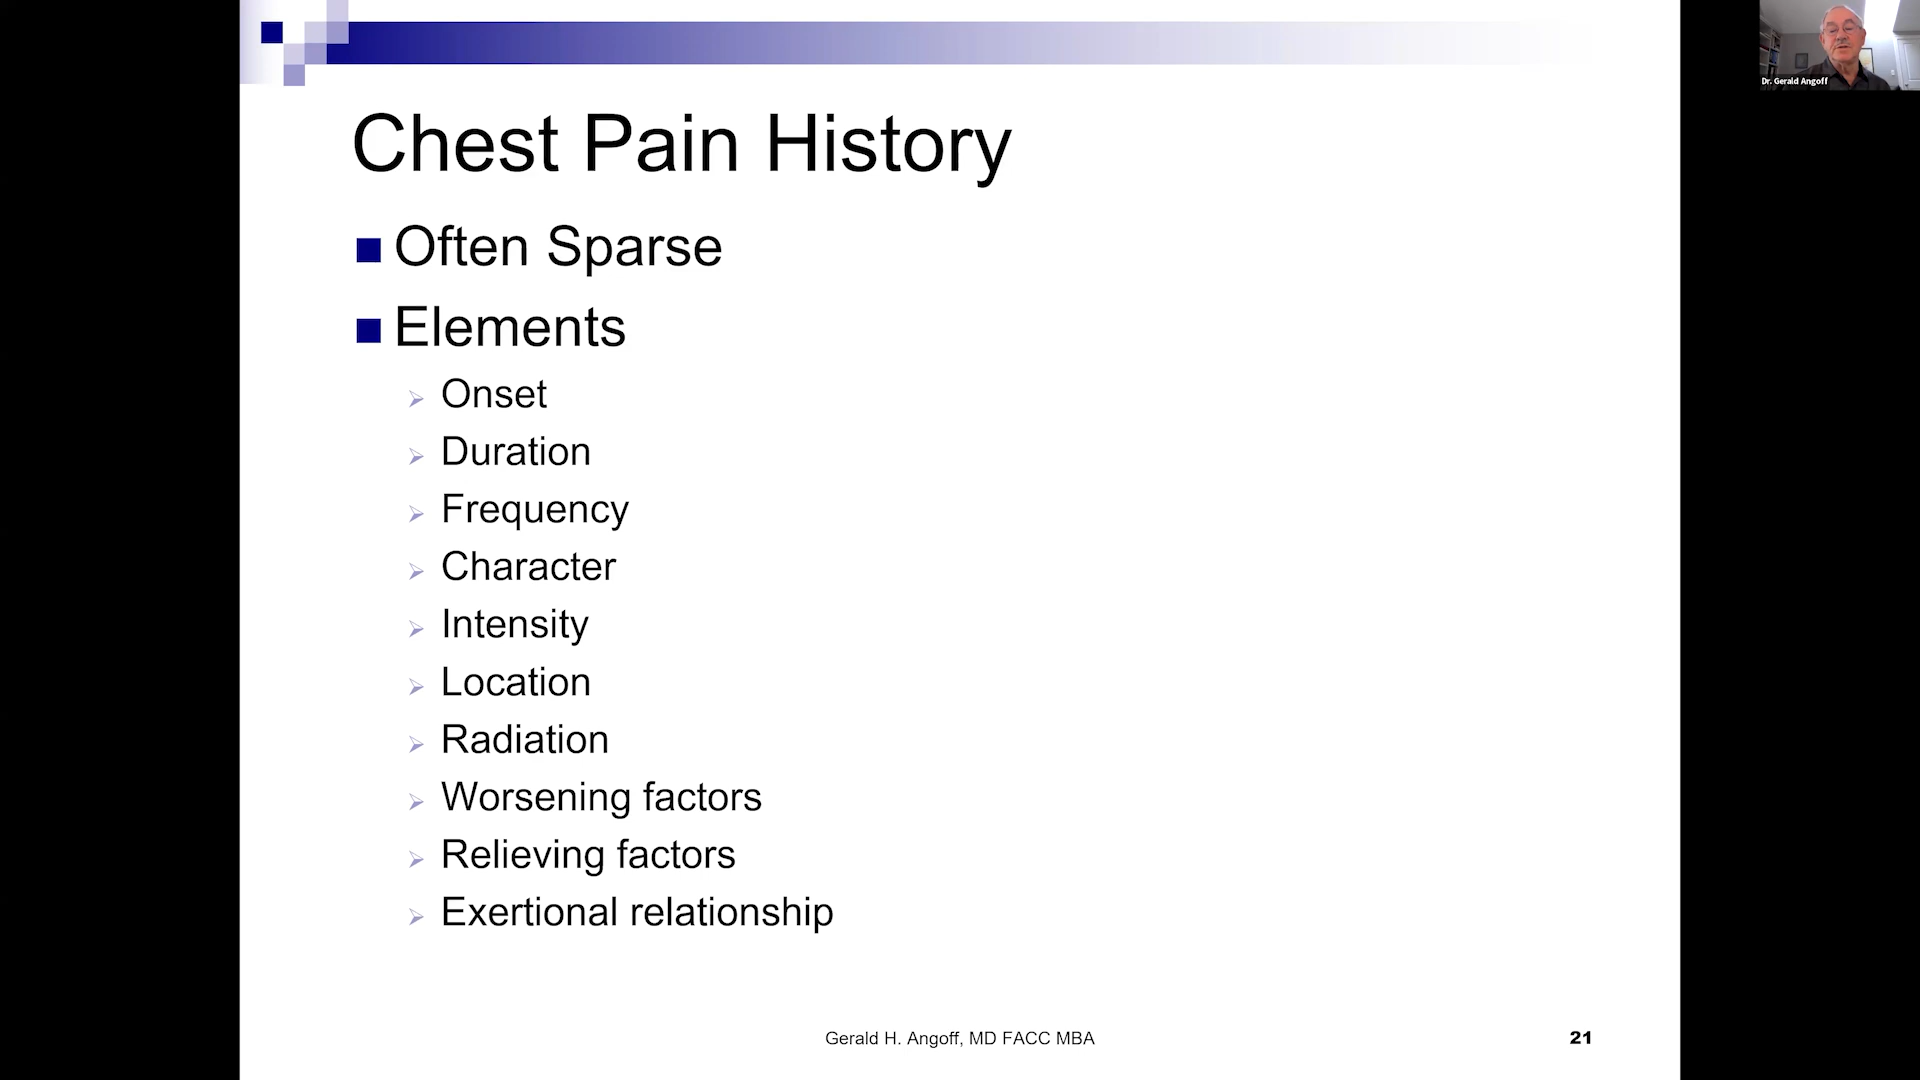 Dr. Gerald Angoff
Chest Pain History
Often Sparse
Elements
Onset
Duration
Frequency
Character
Intensity
Location
Radiation
Worsening factors
Relieving factors
Exertional relationship
Gerald H. Angoff, MD FACC MBA
21